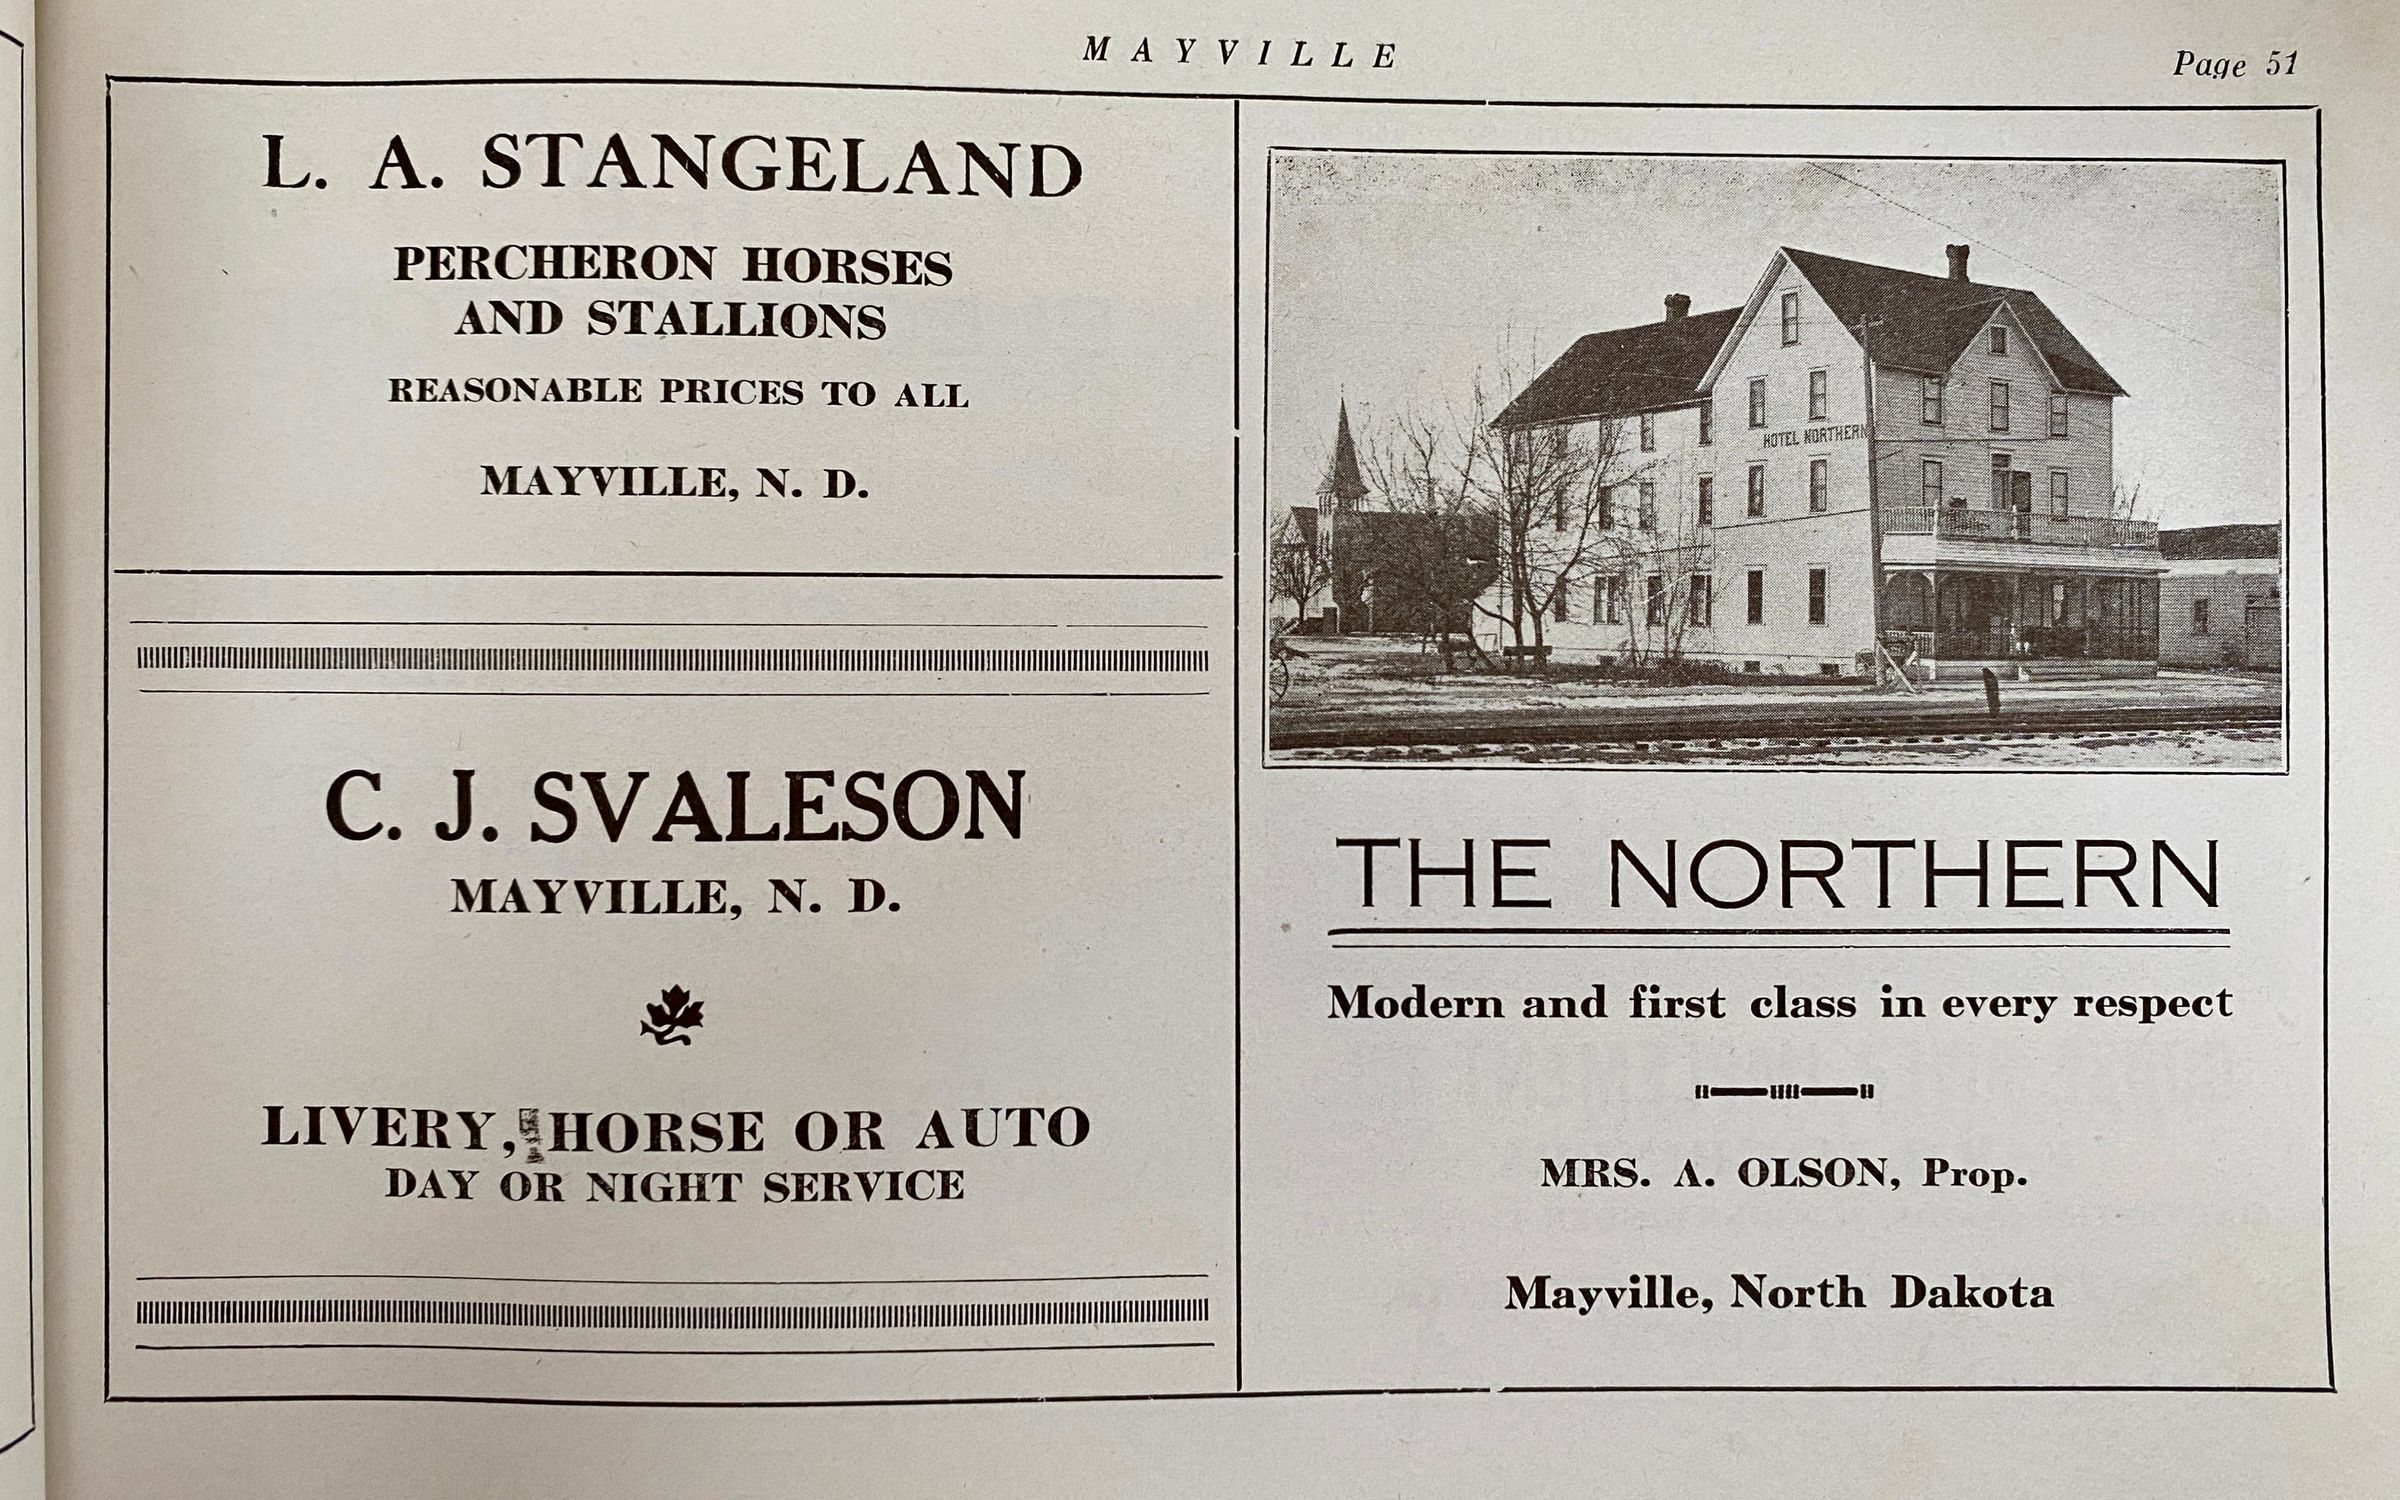 MAYVILLE
Page 51
L. A. STANGELAND
PERCHERON HORSES
AND STALLIONS
REASONABLE PRICES TO ALL
MAYVILLE, N. D.
C. J. SVALESON
MAYVILLE, N. D.
LIVERY, HORSE OR AUTO
DAY OR NIGHT SERVICE
HOTEL NORTHERN
THE NORTHERN
Modern and first class in every respect
MRS. A. OLSON, Prop.
Mayville, North Dakota